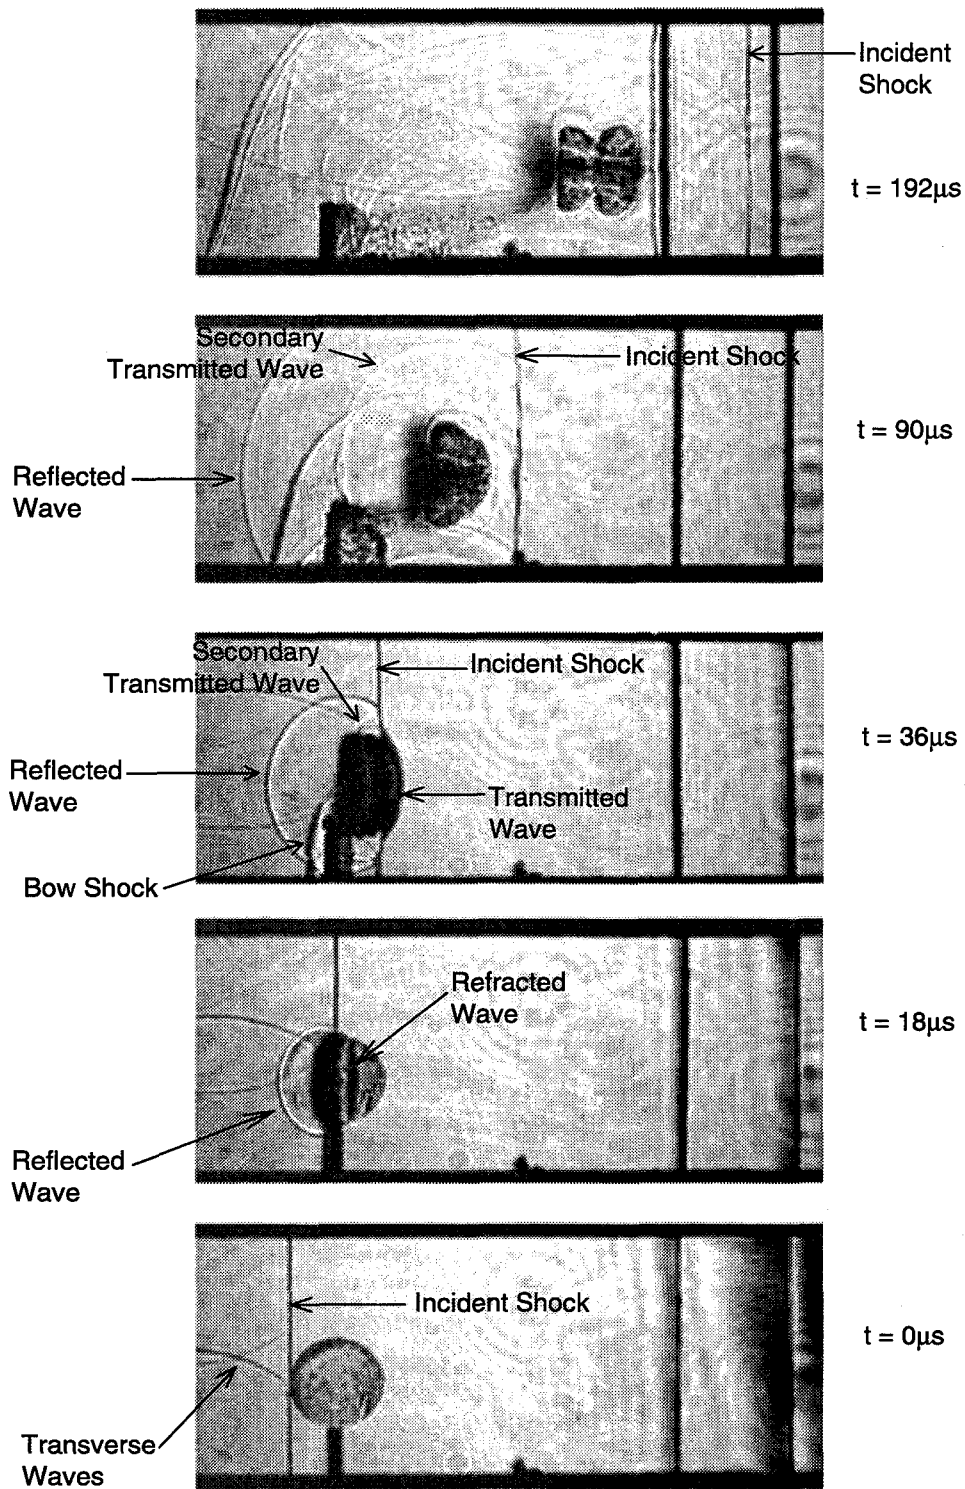 Incident
Shock
t = 192μs
Secondary
Transmitted Wave
Incident Shock
t = 90μs
Reflected
Wave
Secondary
Transmitted Wave
Incident Shock
t = 36μs
Reflected
Wave
Transmitted
Wave
Bow Shock
Refracted
Wave
t = 18μs
Reflected
Wave
Incident Shock
t = 0μs
Transverse
Waves